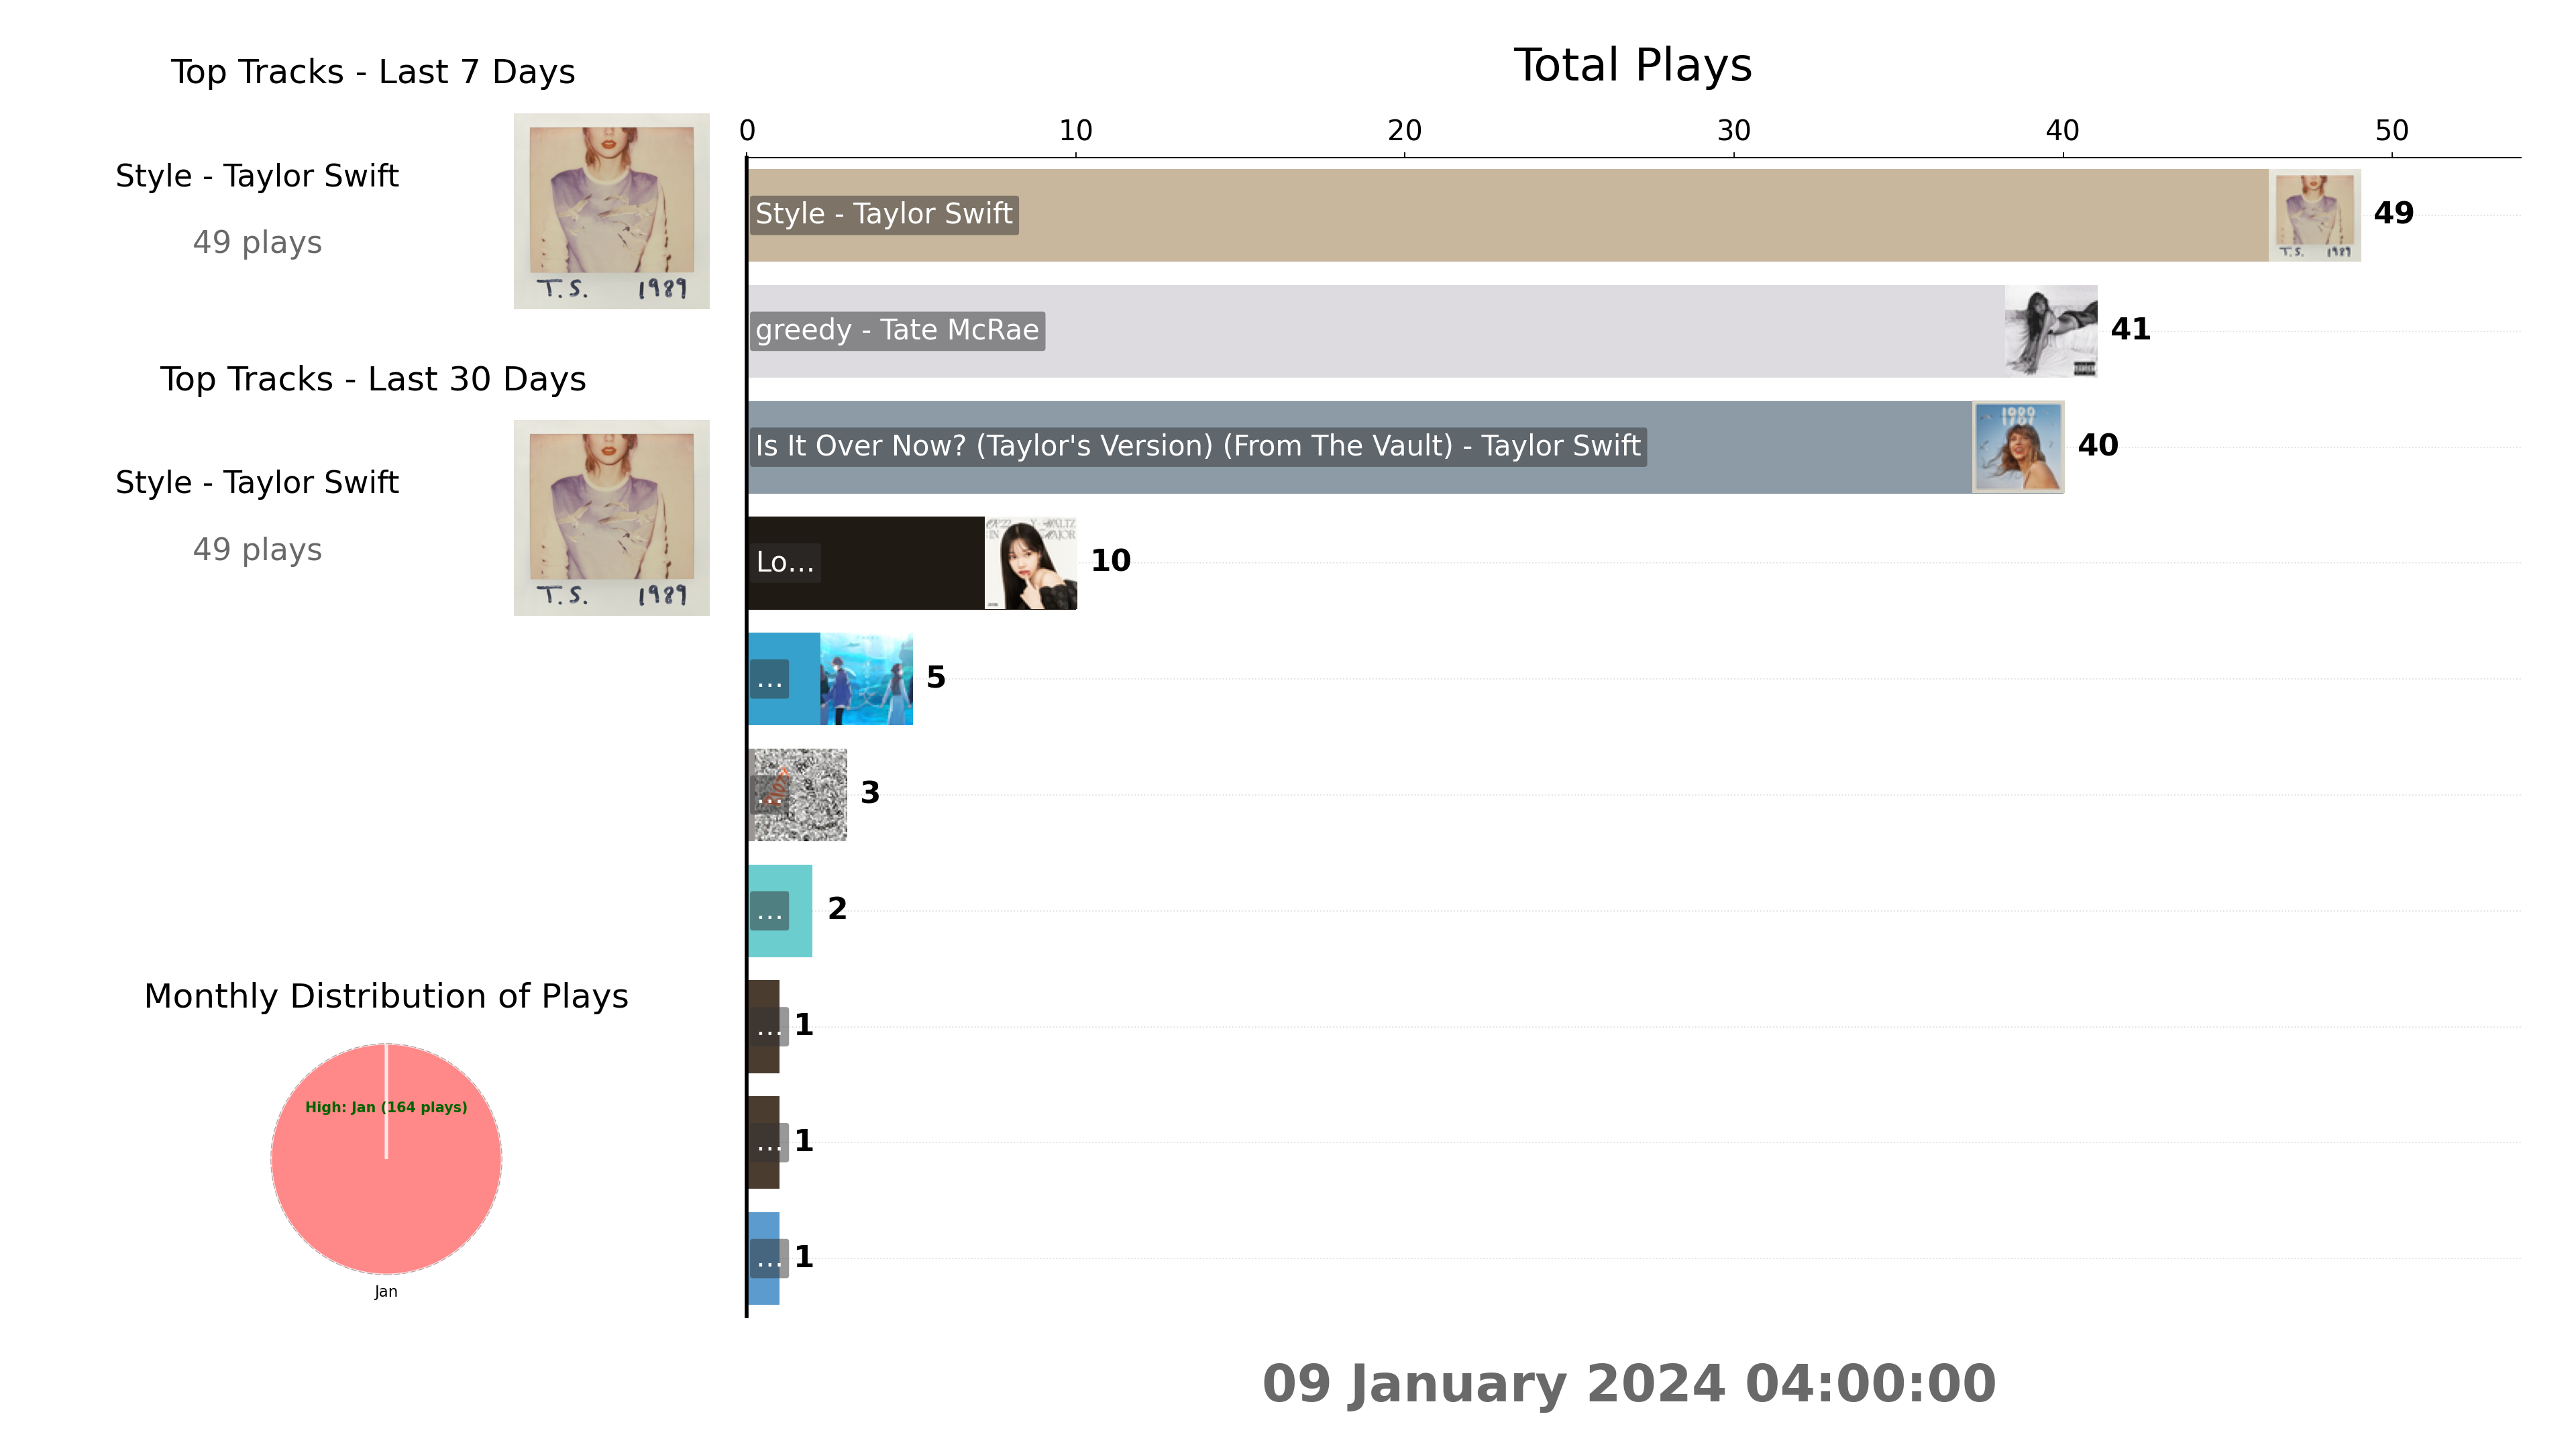 Top Tracks - Last 7 Days
Style - Taylor Swift
49 plays
T.S. 1989
Top Tracks - Last 30 Days
Style - Taylor Swift
49 plays
T.S. 1989
Monthly Distribution of Plays
High: Jan (164 plays)
Jan
Total Plays
0 10 20 30 40 50
Style - Taylor Swift
T.S. 1989
49
greedy - Tate McRae
41
Is It Over Now? (Taylor's Version) (From The Vault) - Taylor Swift
1989
40
Lo...
10
...
5
...
3
...
2
...
1
...
1
...
1
09 January 2024 04:00:00